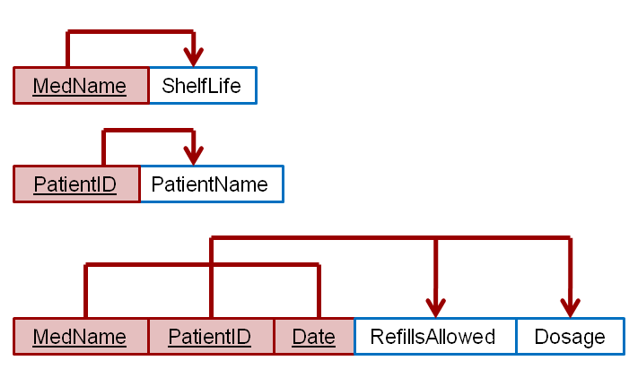 MedName ShelfLife
PatientID PatientName
MedName PatientID Date RefillsAllowed Dosage